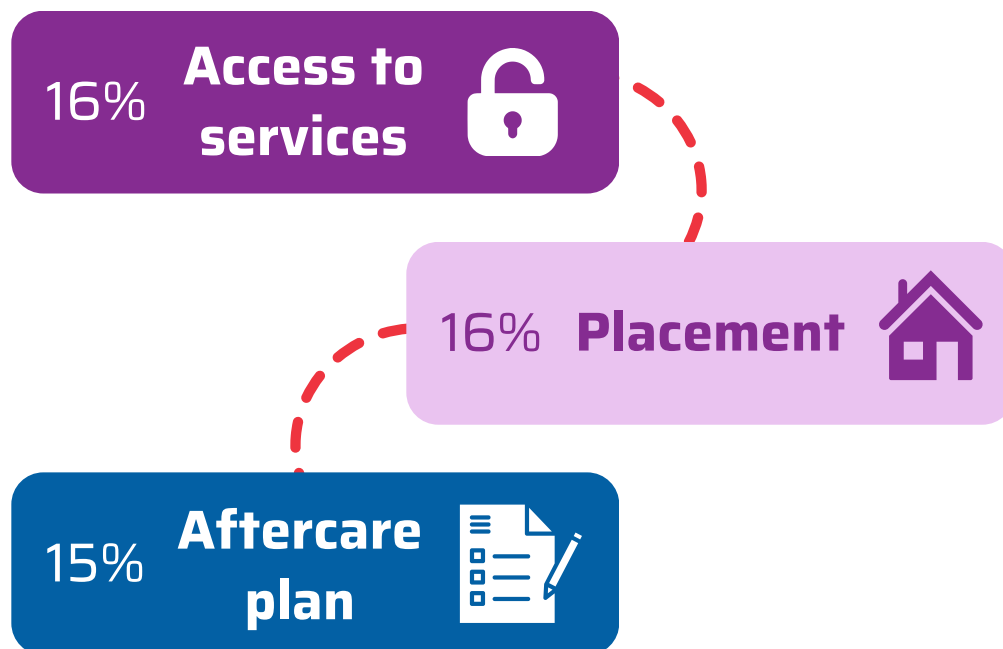 16%
Access to
services
16% Placement
15%
Aftercare
plan